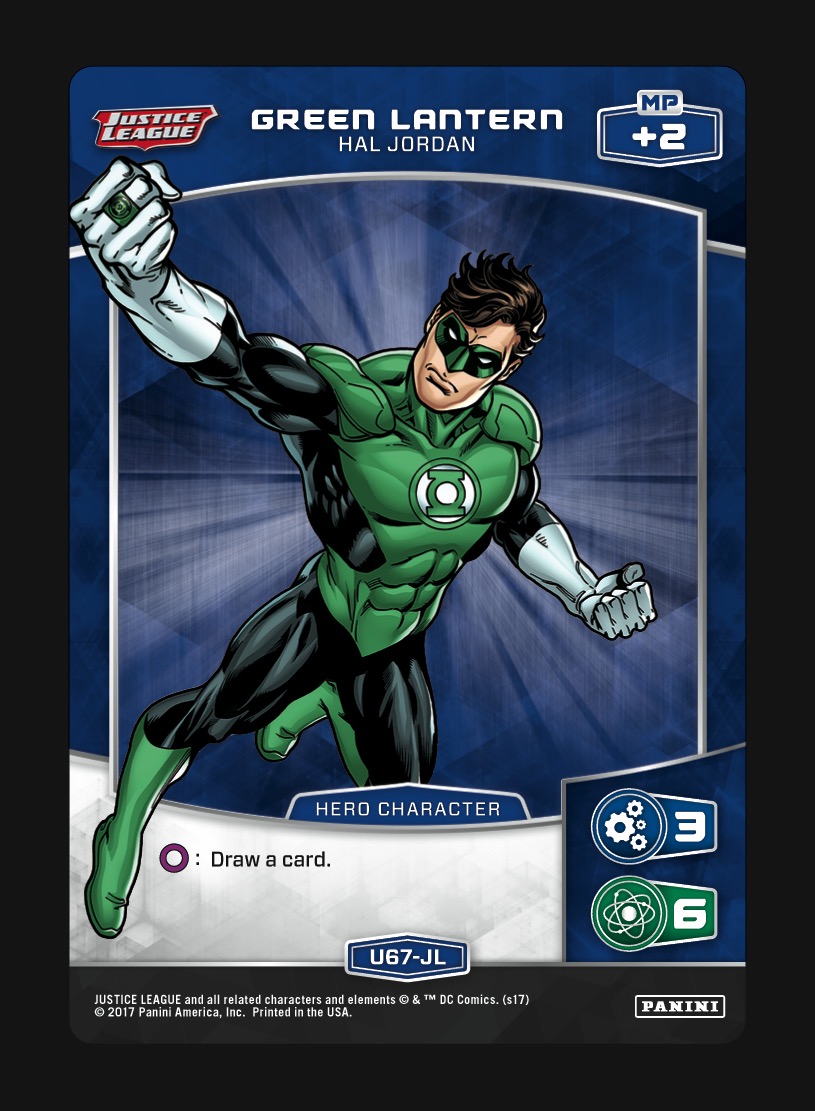 JUSTICE
LEAGUE
GREEN LANTERN
HAL JORDAN
MP
+2
HERO CHARACTER
: Draw a card.
3
6
U67-JL
JUSTICE LEAGUE and all related characters and elements © & ™ DC Comics. (s17)
© 2017 Panini America, Inc. Printed in the USA.
PANINI